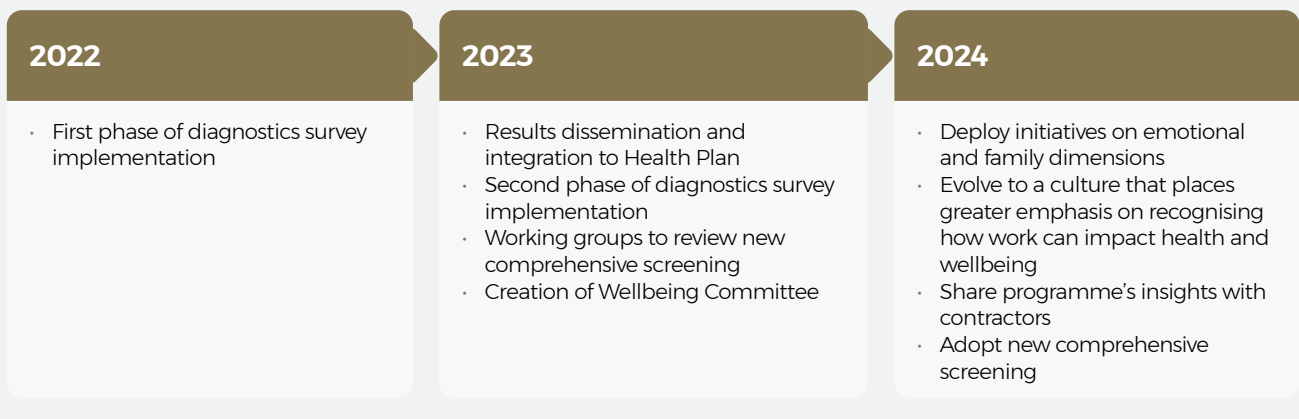 2022
· First phase of diagnostics survey
implementation
2023
· Results dissemination and
integration to Health Plan
· Second phase of diagnostics survey
implementation
· Working groups to review new
comprehensive screening
· Creation of Wellbeing Committee
2024
· Deploy initiatives on emotional
and family dimensions
· Evolve to a culture that places
greater emphasis on recognising
how work can impact health and
wellbeing
· Share programme’s insights with
contractors
· Adopt new comprehensive
screening